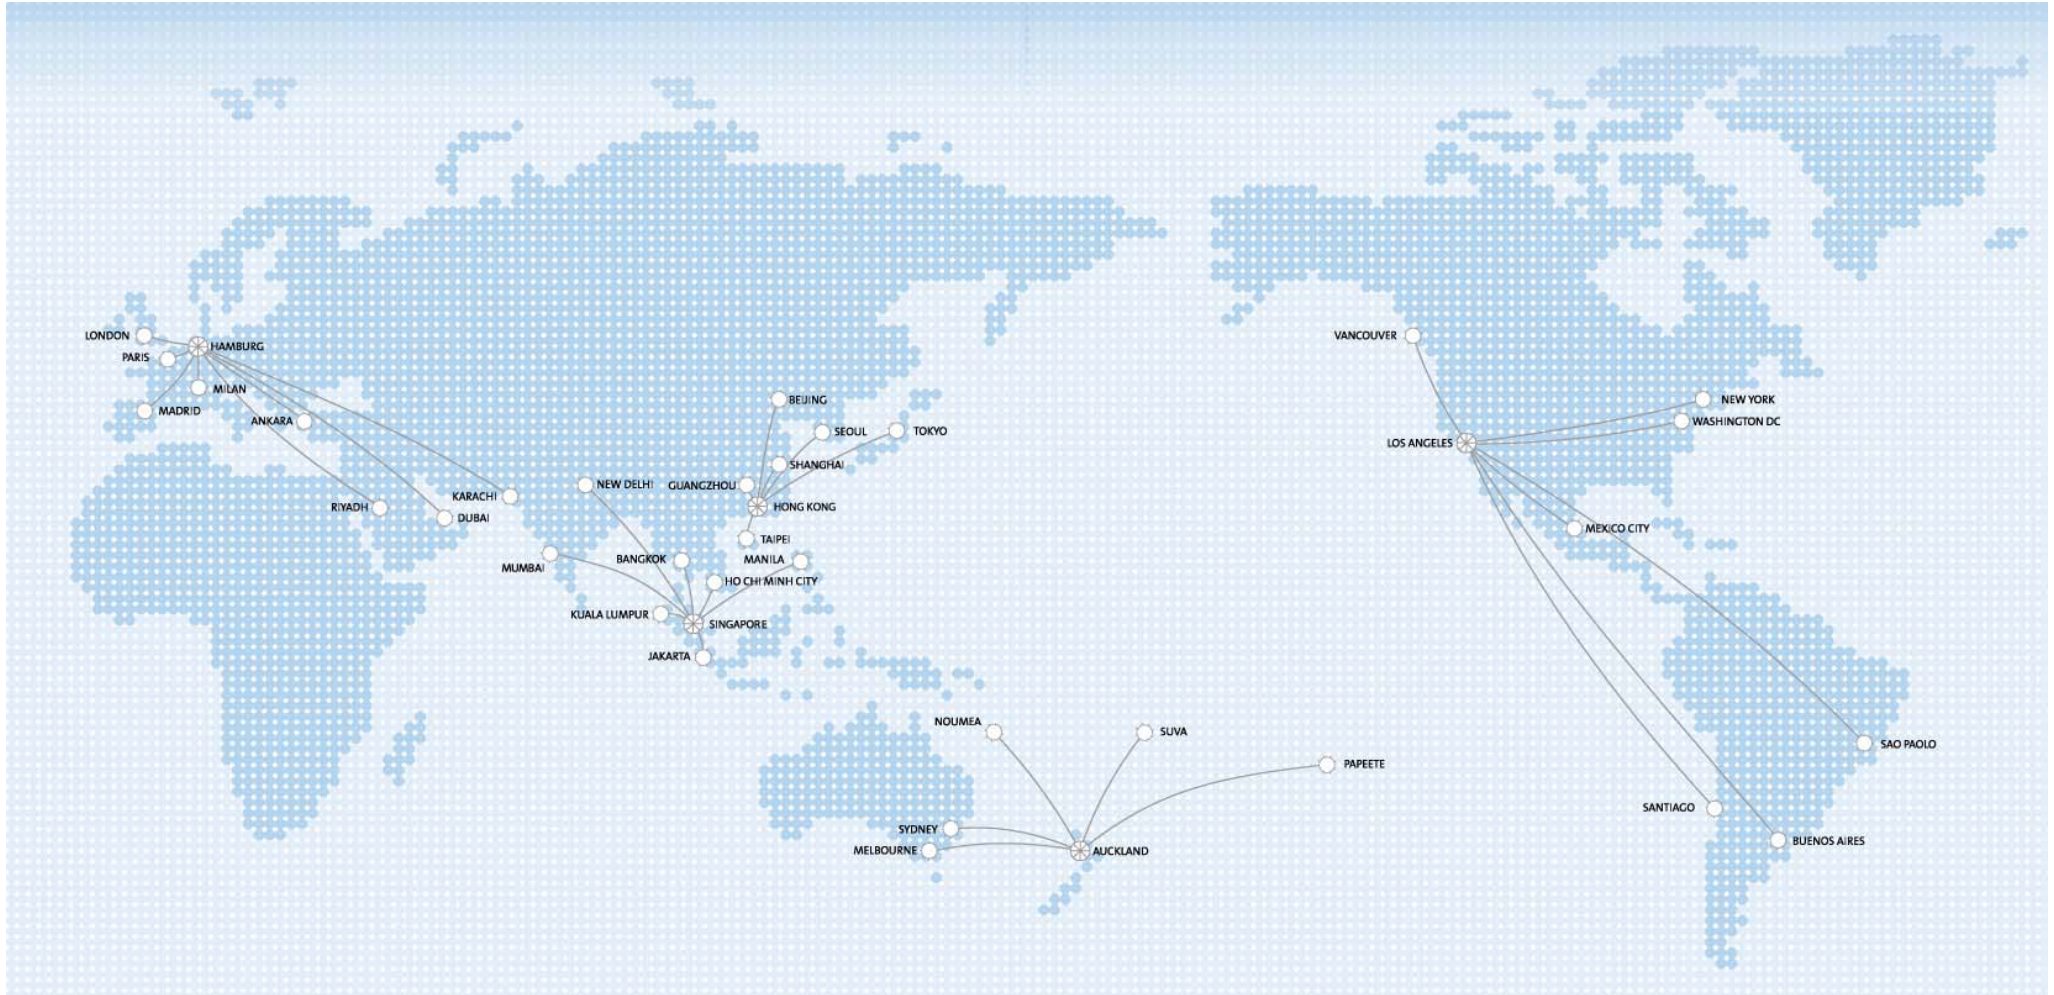 LONDON
HAMBURG
PARIS
MILAN
MADRID
ANKARA
RIYADH
DUBAI
KARACHI
NEW DELHI
MUMBAI
BEIJING
SEOUL
TOKYO
SHANGHAI
GUANGZHOU
HONG KONG
TAIPEI
BANGKOK
MANILA
HO CHI MINH CITY
KUALA LUMPUR
SINGAPORE
JAKARTA
NOUMEA
SUVA
PAPEETE
SYDNEY
MELBOURNE
AUCKLAND
VANCOUVER
NEW YORK
WASHINGTON DC
LOS ANGELES
MEXICO CITY
SAO PAOLO
SANTIAGO
BUENOS AIRES